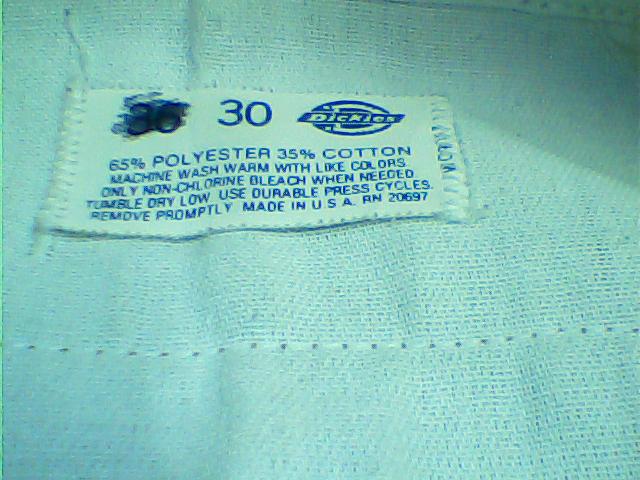 36 30 Dickies
65% POLYESTER 35% COTTON
MACHINE WASH WARM WITH LIKE COLORS.
ONLY NON-CHLORINE BLEACH WHEN NEEDED
TUMBLE DRY LOW. USE DURABLE PRESS CYCLES.
REMOVE PROMPTLY MADE IN U S A. RN 20697